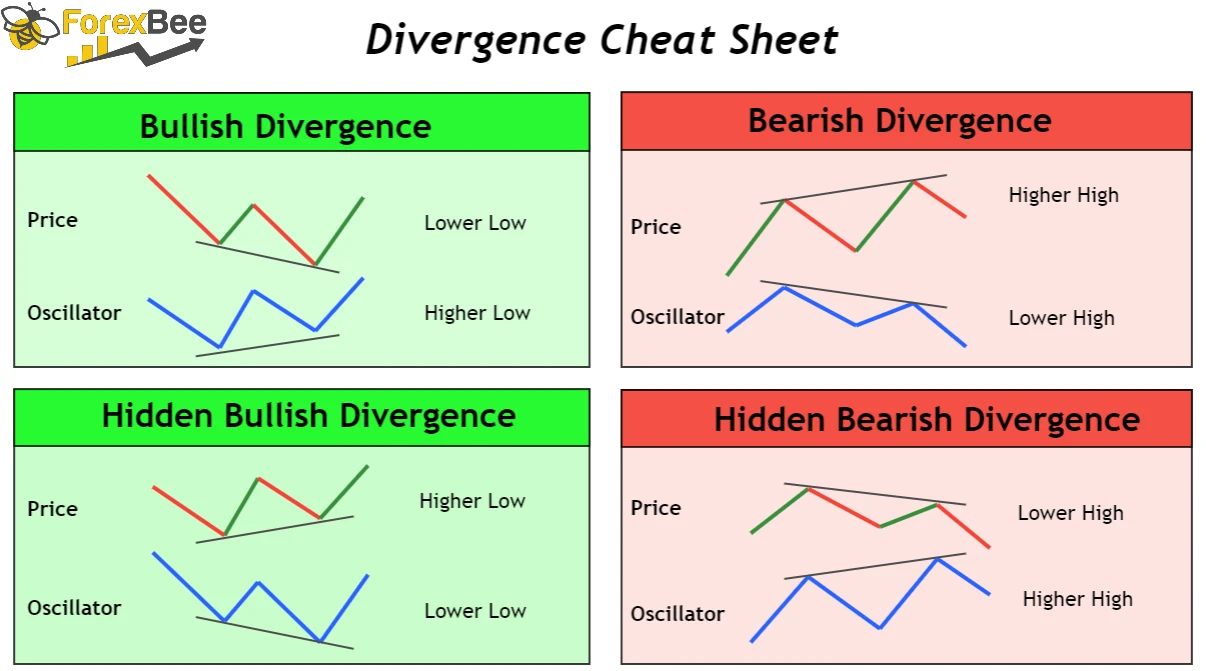 ForexBee
Divergence Cheat Sheet
Bullish Divergence
Price
Lower Low
Oscillator
Higher Low
Bearish Divergence
Higher High
Price
Oscillator
Lower High
Hidden Bullish Divergence
Price
Higher Low
Oscillator
Lower Low
Hidden Bearish Divergence
Price
Lower High
Oscillator
Higher High